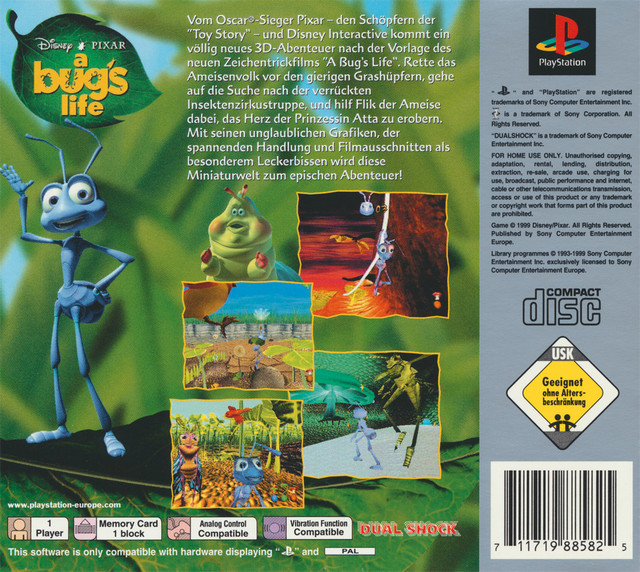 Disney · PIXAR
a
bug's
life
Vom Oscar®-Sieger Pixar – den Schöpfern der
"Toy Story" – und Disney Interactive kommt ein
völlig neues 3D-Abenteuer nach der Vorlage des
neuen Zeichentrickfilms "A Bug's Life". Rette das
Ameisenvolk vor den gierigen Grashüpfern, gehe
auf die Suche nach der verrückten
Insektenzirkustruppe, und hilf Flik der Ameise
dabei, das Herz der Prinzessin Atta zu erobern.
Mit seinen unglaublichen Grafiken, der
spannenden Handlung und Filmausschnitten als
besonderem Leckerbissen wird diese
Miniaturwelt zum epischen Abenteuer!
www.playstation-europe.com
1
Player
Memory Card
1 block
Analog Control
Compatible
Vibration Function
Compatible
DUAL SHOCK
This software is only compatible with hardware displaying " " and PAL
PlayStation
" " and "PlayStation" are registered
trademarks of Sony Computer Entertainment Inc.
is a trademark of Sony Corporation. All
Rights Reserved.
"DUALSHOCK" is a trademark of Sony Computer
Entertainment Inc.
FOR HOME USE ONLY. Unauthorised copying,
adaptation, rental, lending, distribution,
extraction, re-sale, arcade use, charging for
use, broadcast, public performance and internet,
cable or other telecommunications transmission,
access or use of this product or any trademark
or copyright work that forms part of this product
are prohibited.
Game © 1999 Disney/Pixar. All Rights Reserved.
Published by Sony Computer Entertainment
Europe.
Library programmes © 1993-1999 Sony Computer
Entertainment Inc. exclusively licensed to Sony
Computer Entertainment Europe.
COMPACT
disc
USK
Geeignet
ohne Alters-
beschränkung
7 11719 88582 5